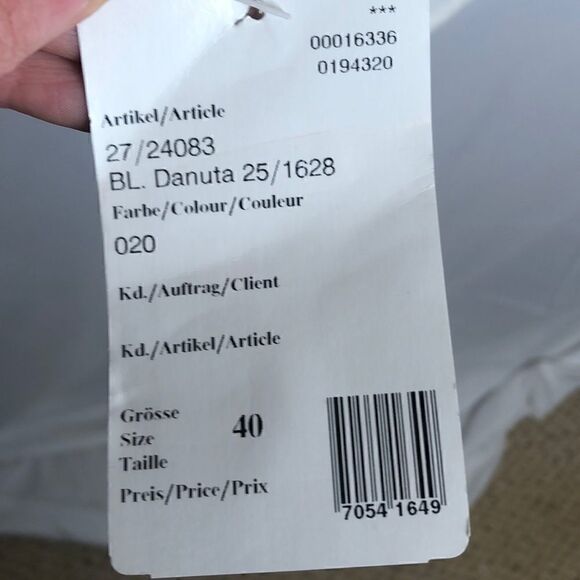 ***
00016336
0194320
Artikel/Article
27/24083
BL. Danuta 25/1628
Farbe/Colour/Couleur
020
Kd./Auftrag/Client
Kd./Artikel/Article
Grösse
Size 40
Taille
Preis/Price/Prix
7054 1649